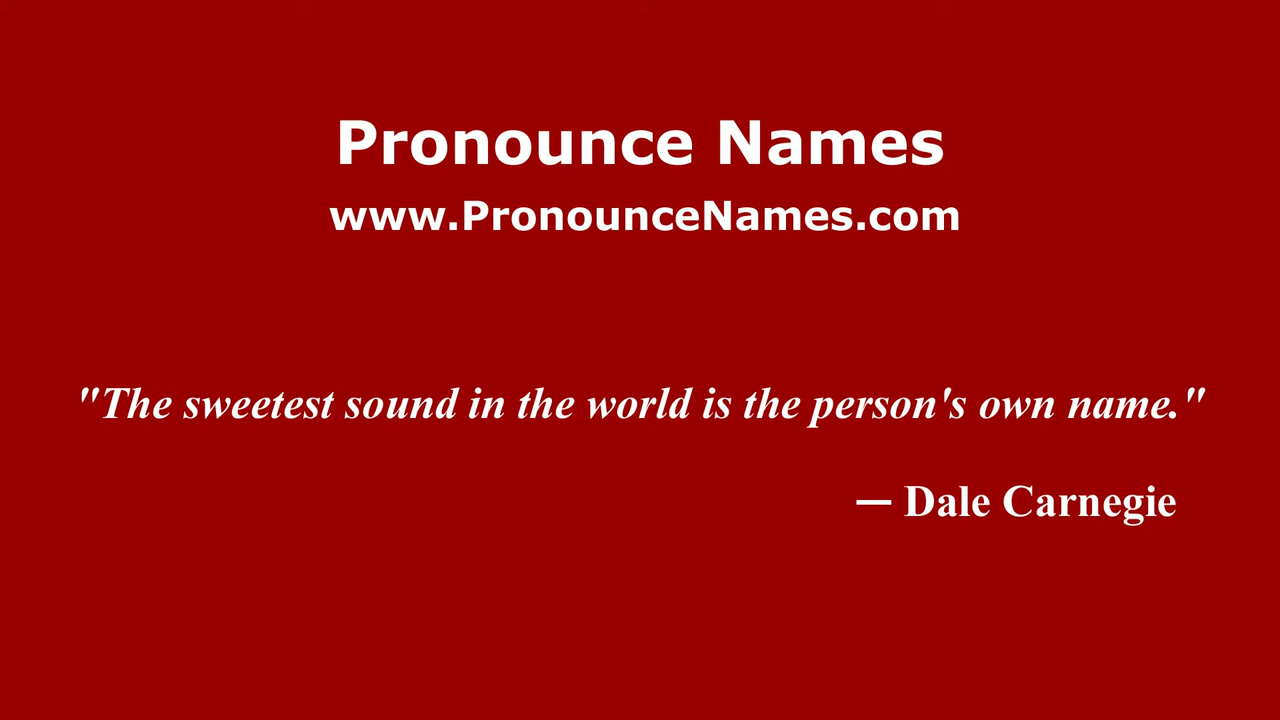 Pronounce Names
www.PronounceNames.com
"The sweetest sound in the world is the person's own name."
— Dale Carnegie